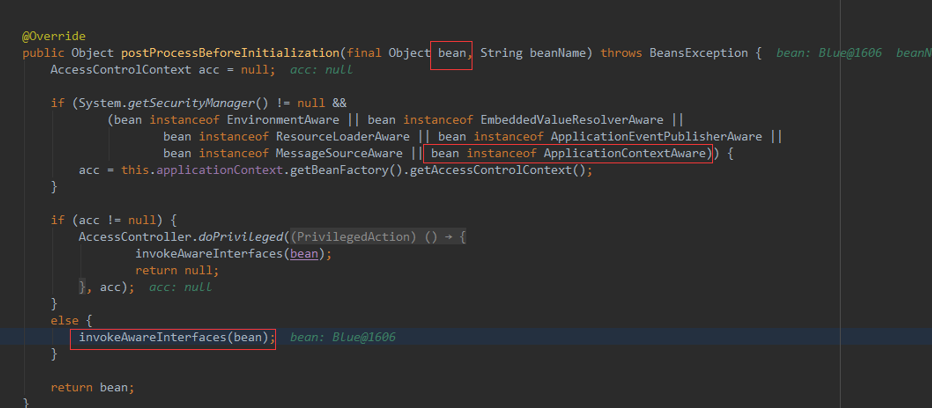 @Override
public Object postProcessBeforeInitialization(final Object bean, String beanName) throws BeansException {  bean: Blue@1606  beanN
AccessControlContext acc = null;  acc: null
if (System.getSecurityManager() != null &&
(bean instanceof EnvironmentAware || bean instanceof EmbeddedValueResolverAware ||
bean instanceof ResourceLoaderAware || bean instanceof ApplicationEventPublisherAware ||
bean instanceof MessageSourceAware || bean instanceof ApplicationContextAware)) {
acc = this.applicationContext.getBeanFactory().getAccessControlContext();
}
if (acc != null) {
AccessController.doPrivileged((PrivilegedAction) () → {
invokeAwareInterfaces(bean);
return null;
}, acc);  acc: null
}
else {
invokeAwareInterfaces(bean);  bean: Blue@1606
}
return bean;
}